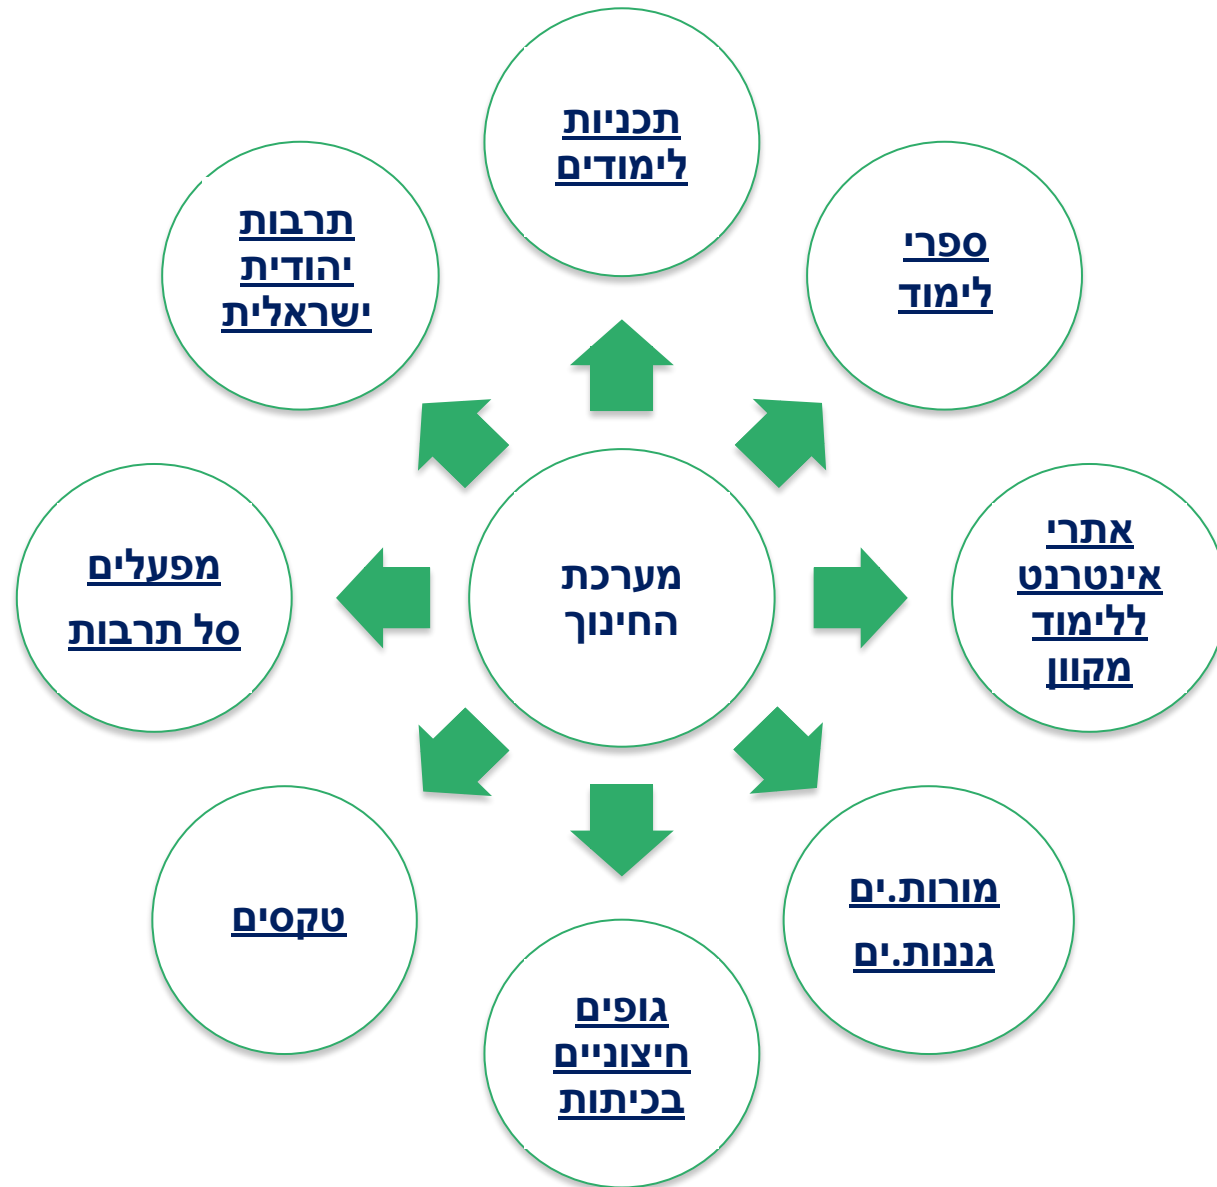 תכניות
לימודים
ספרי
לימוד
אתרי
אינטרנט
ללימוד
מקוון
מורות.ים
גננות.ים
גופים
חיצוניים
בכיתות
טקסים
מפעלים
סל תרבות
תרבות
יהודית
ישראלית
מערכת
החינוך